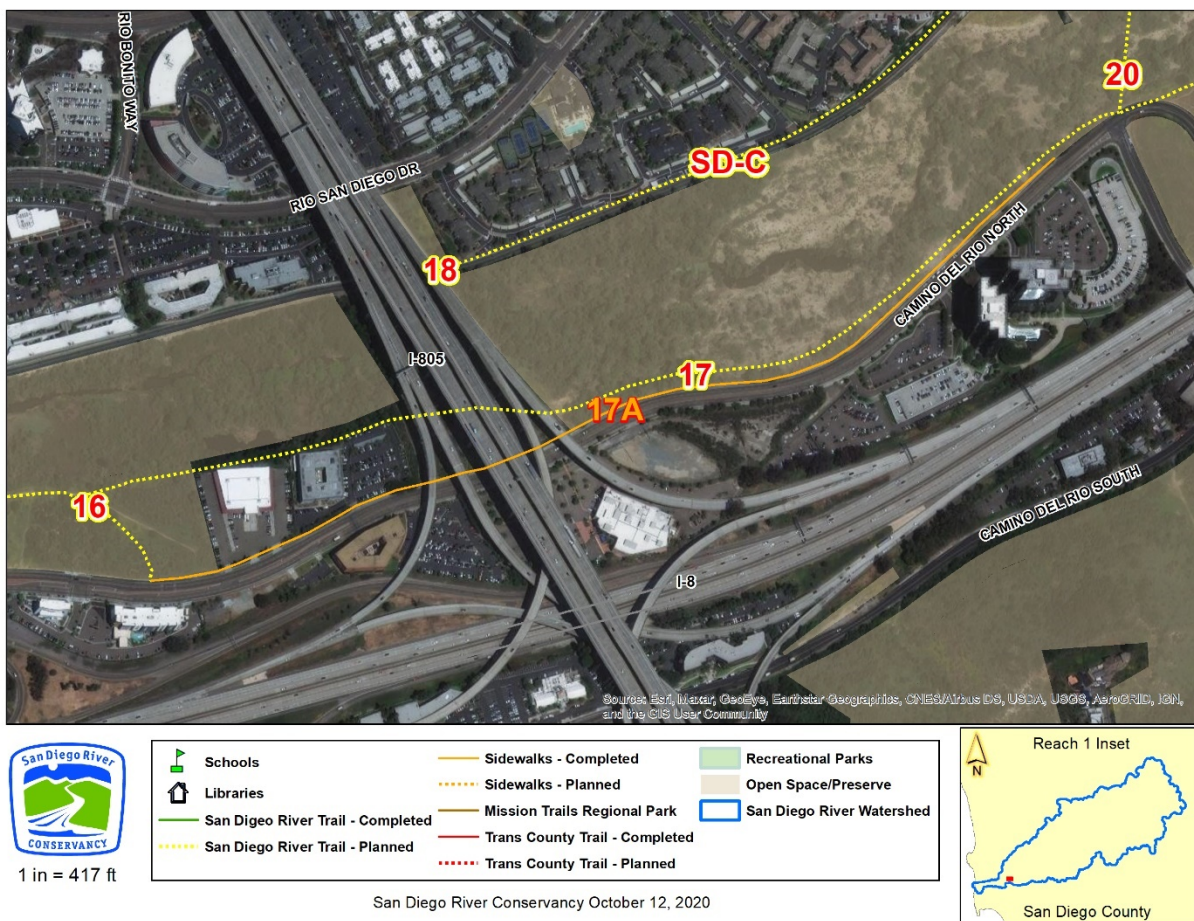 RIO BONITO WAY
20
SD-C
RIO SAN DIEGO DR
18
CAMINO DEL RIO NORTH
I-805
17
17A
16
CAMINO DEL RIO SOUTH
I-8
Source: Esri, Maxar, GeoEye, Earthstar Geographics, CNES/Airbus DS, USDA, USGS, AeroGRID, IGN,
and the GIS User Community
San Diego River
CONSERVANCY
1 in = 417 ft
Schools
Libraries
San Digeo River Trail - Completed
San Diego River Trail - Planned
Sidewalks - Completed
Sidewalks - Planned
Mission Trails Regional Park
Trans County Trail - Completed
Trans County Trail - Planned
Recreational Parks
Open Space/Preserve
San Diego River Watershed
Reach 1 Inset
N
San Diego County
San Diego River Conservancy October 12, 2020